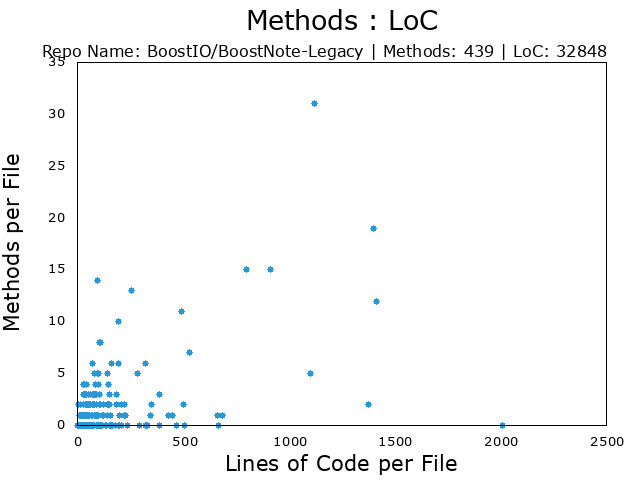 Methods : LoC
Repo Name: BoostIO/BoostNote-Legacy | Methods: 439 | LoC: 32848
35
30
25
20
15
10
5
0
Methods per File
0 500 1000 1500 2000 2500
Lines of Code per File